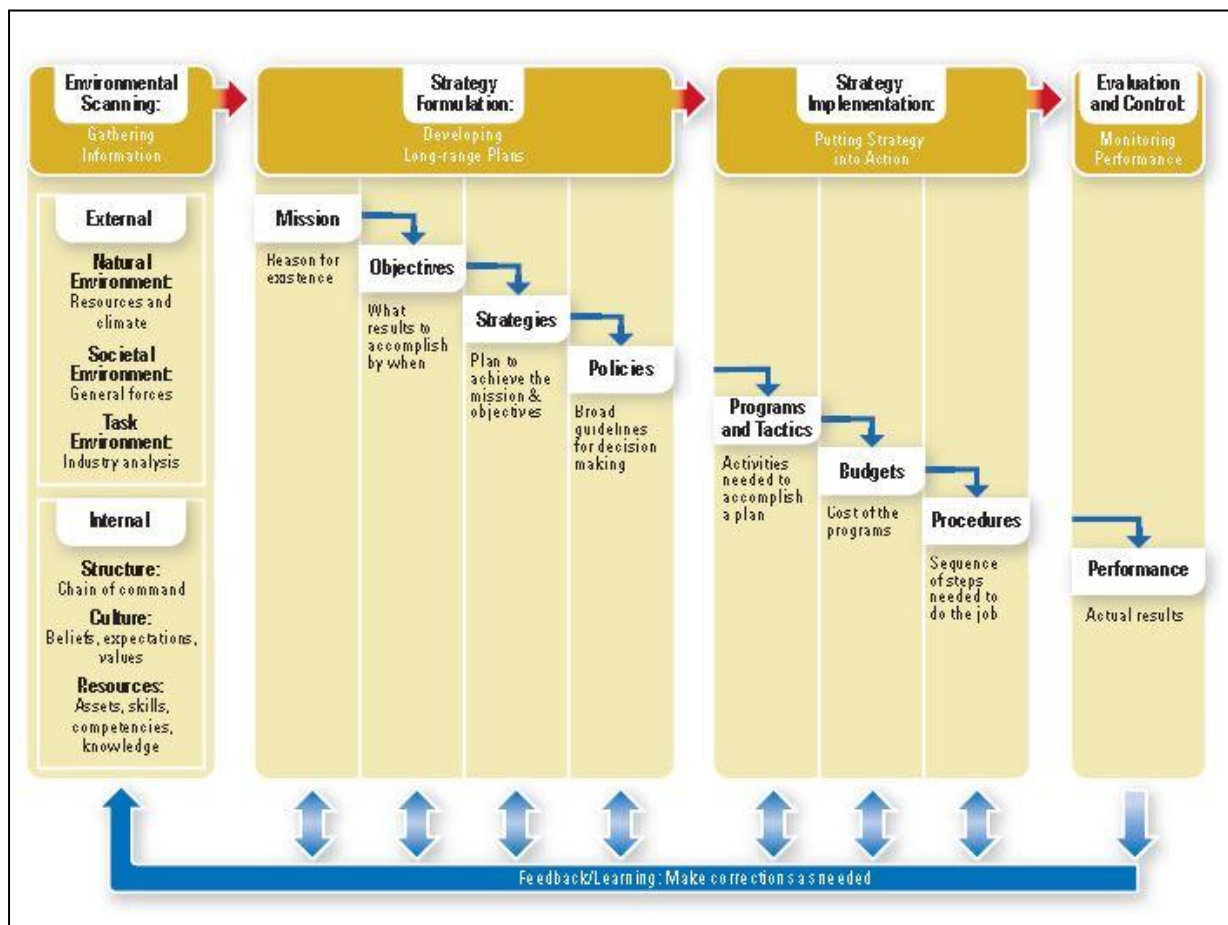 Environmental
Scanning:
Gathering
Information
Strategy
Formulation:
Developing
Long-range Plans
Strategy
Implementation:
Putting Strategy
into Action
Evaluation
and Control:
Monitoring
Performance
External
Natural
Environment:
Resources and
climate
Societal
Environment:
General forces
Task
Environment:
Industry analysis
Internal
Structure:
Chain of command
Culture:
Beliefs, expectations,
values
Resources:
Assets, skills,
competencies,
knowledge
Mission
Reason for
existence
Objectives
What
results to
accomplish
by when
Strategies
Plan to
achieve the
mission &
objectives
Policies
Broad
guidelines
for decision
making
Programs
and Tactics
Activities
needed to
accomplish
a plan
Budgets
Cost of the
programs
Procedures
Sequence
of steps
needed to
do the job
Performance
Actual results
Feedback/Learning: Make corrections as needed